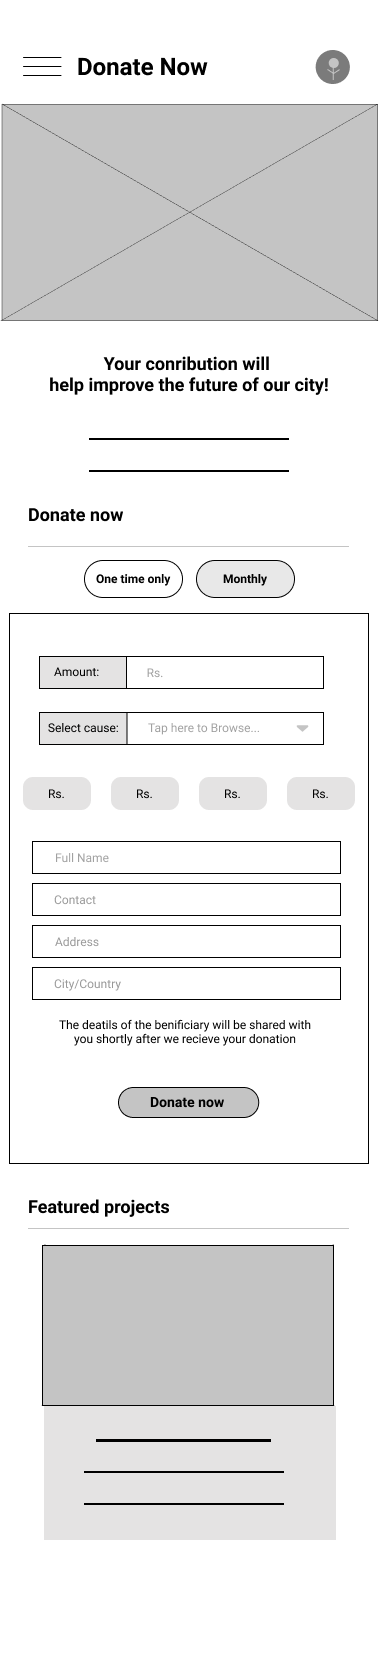 Donate Now
Your conribution will
help improve the future of our city!
Donate now
One time only
Monthly
Amount:
Rs.
Select cause:
Tap here to Browse...
Rs.
Rs.
Rs.
Rs.
Full Name
Contact
Address
City/Country
The deatils of the benificiary will be shared with
you shortly after we recieve your donation
Donate now
Featured projects